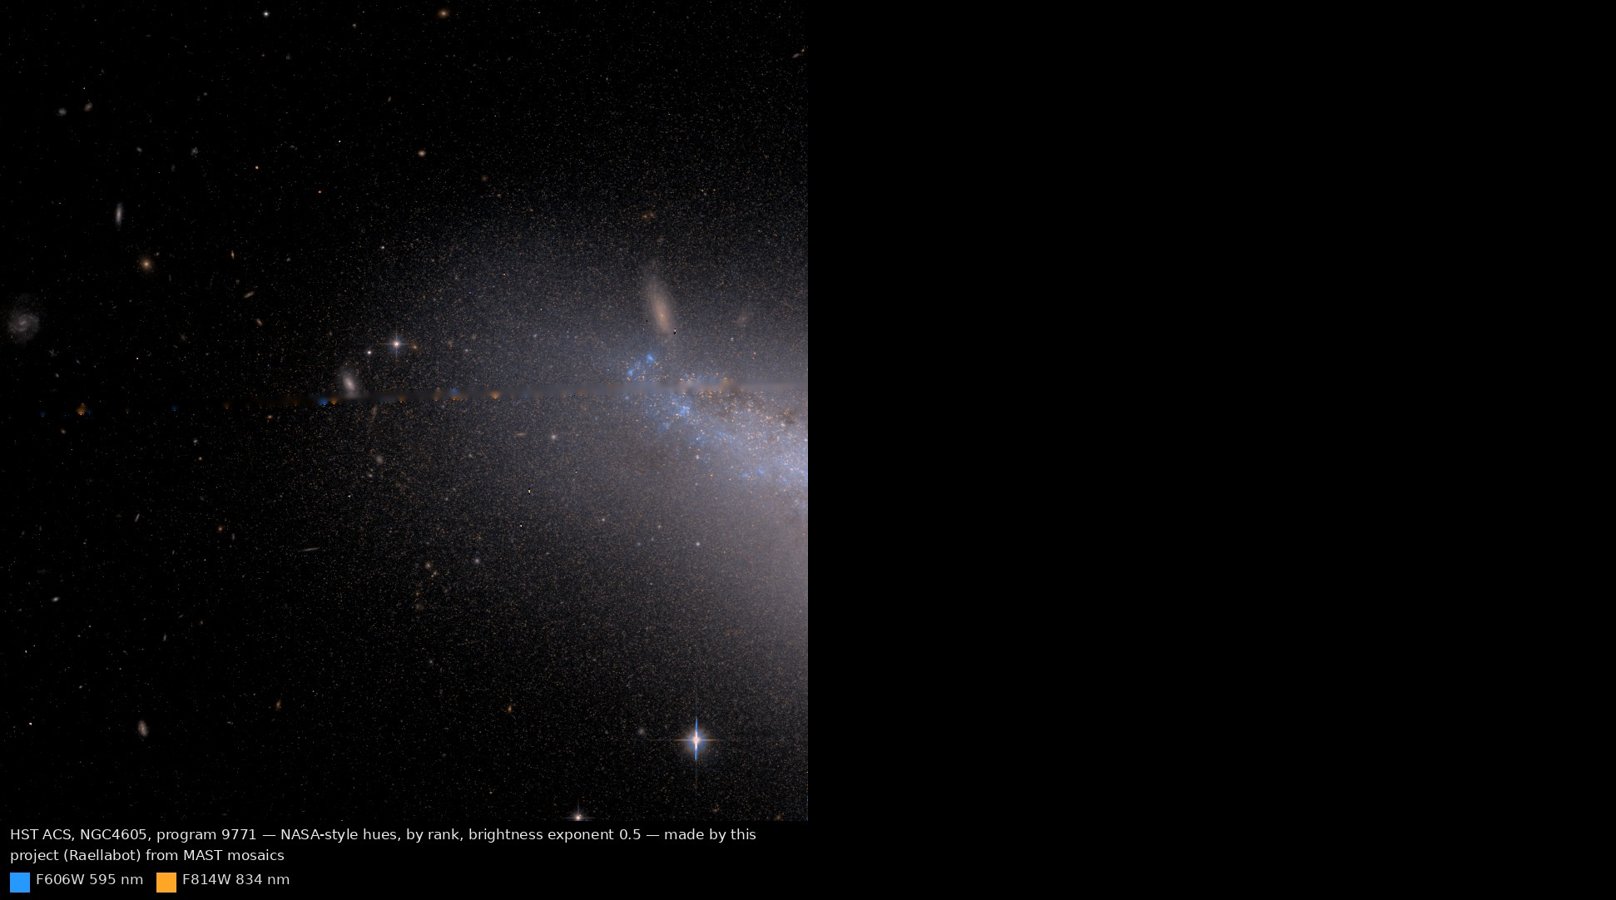 HST ACS, NGC4605, program 9771 — NASA-style hues, by rank, brightness exponent 0.5 — made by this
project (Raellabot) from MAST mosaics
F606W 595 nm F814W 834 nm